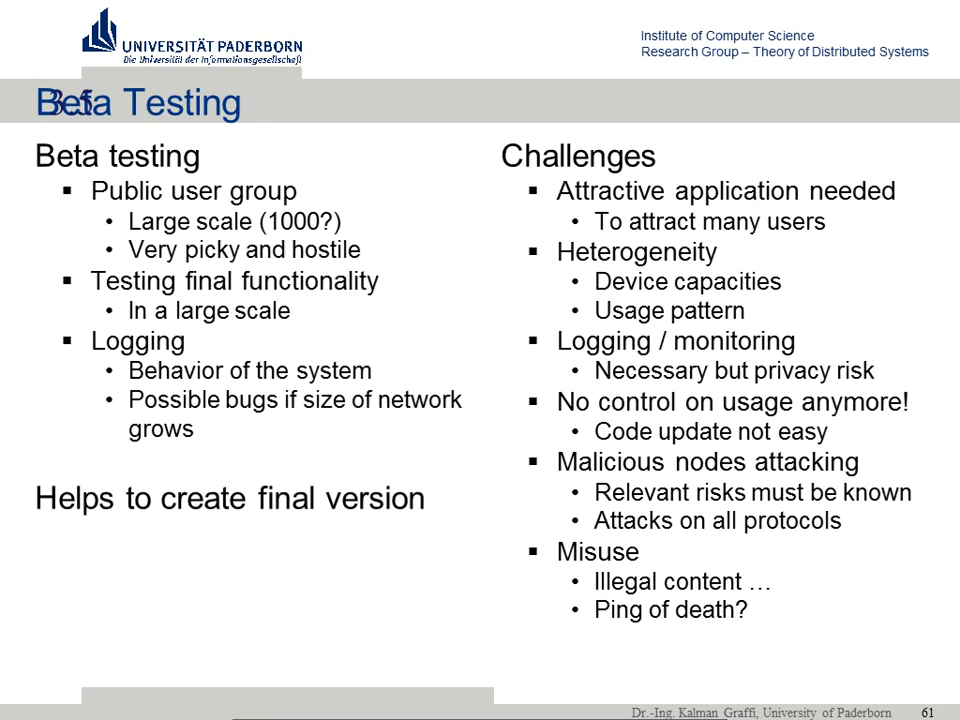 UNIVERSITÄT PADERBORN
Die Universität der Informationsgesellschaft
Institute of Computer Science
Research Group – Theory of Distributed Systems
3.5
Beta Testing
Beta testing
▪ Public user group
• Large scale (1000?)
• Very picky and hostile
▪ Testing final functionality
• In a large scale
▪ Logging
• Behavior of the system
• Possible bugs if size of network
grows
Helps to create final version
Challenges
▪ Attractive application needed
• To attract many users
▪ Heterogeneity
• Device capacities
• Usage pattern
▪ Logging / monitoring
• Necessary but privacy risk
▪ No control on usage anymore!
• Code update not easy
▪ Malicious nodes attacking
• Relevant risks must be known
• Attacks on all protocols
▪ Misuse
• Illegal content …
• Ping of death?
Dr.-Ing. Kalman Graffi, University of Paderborn 61